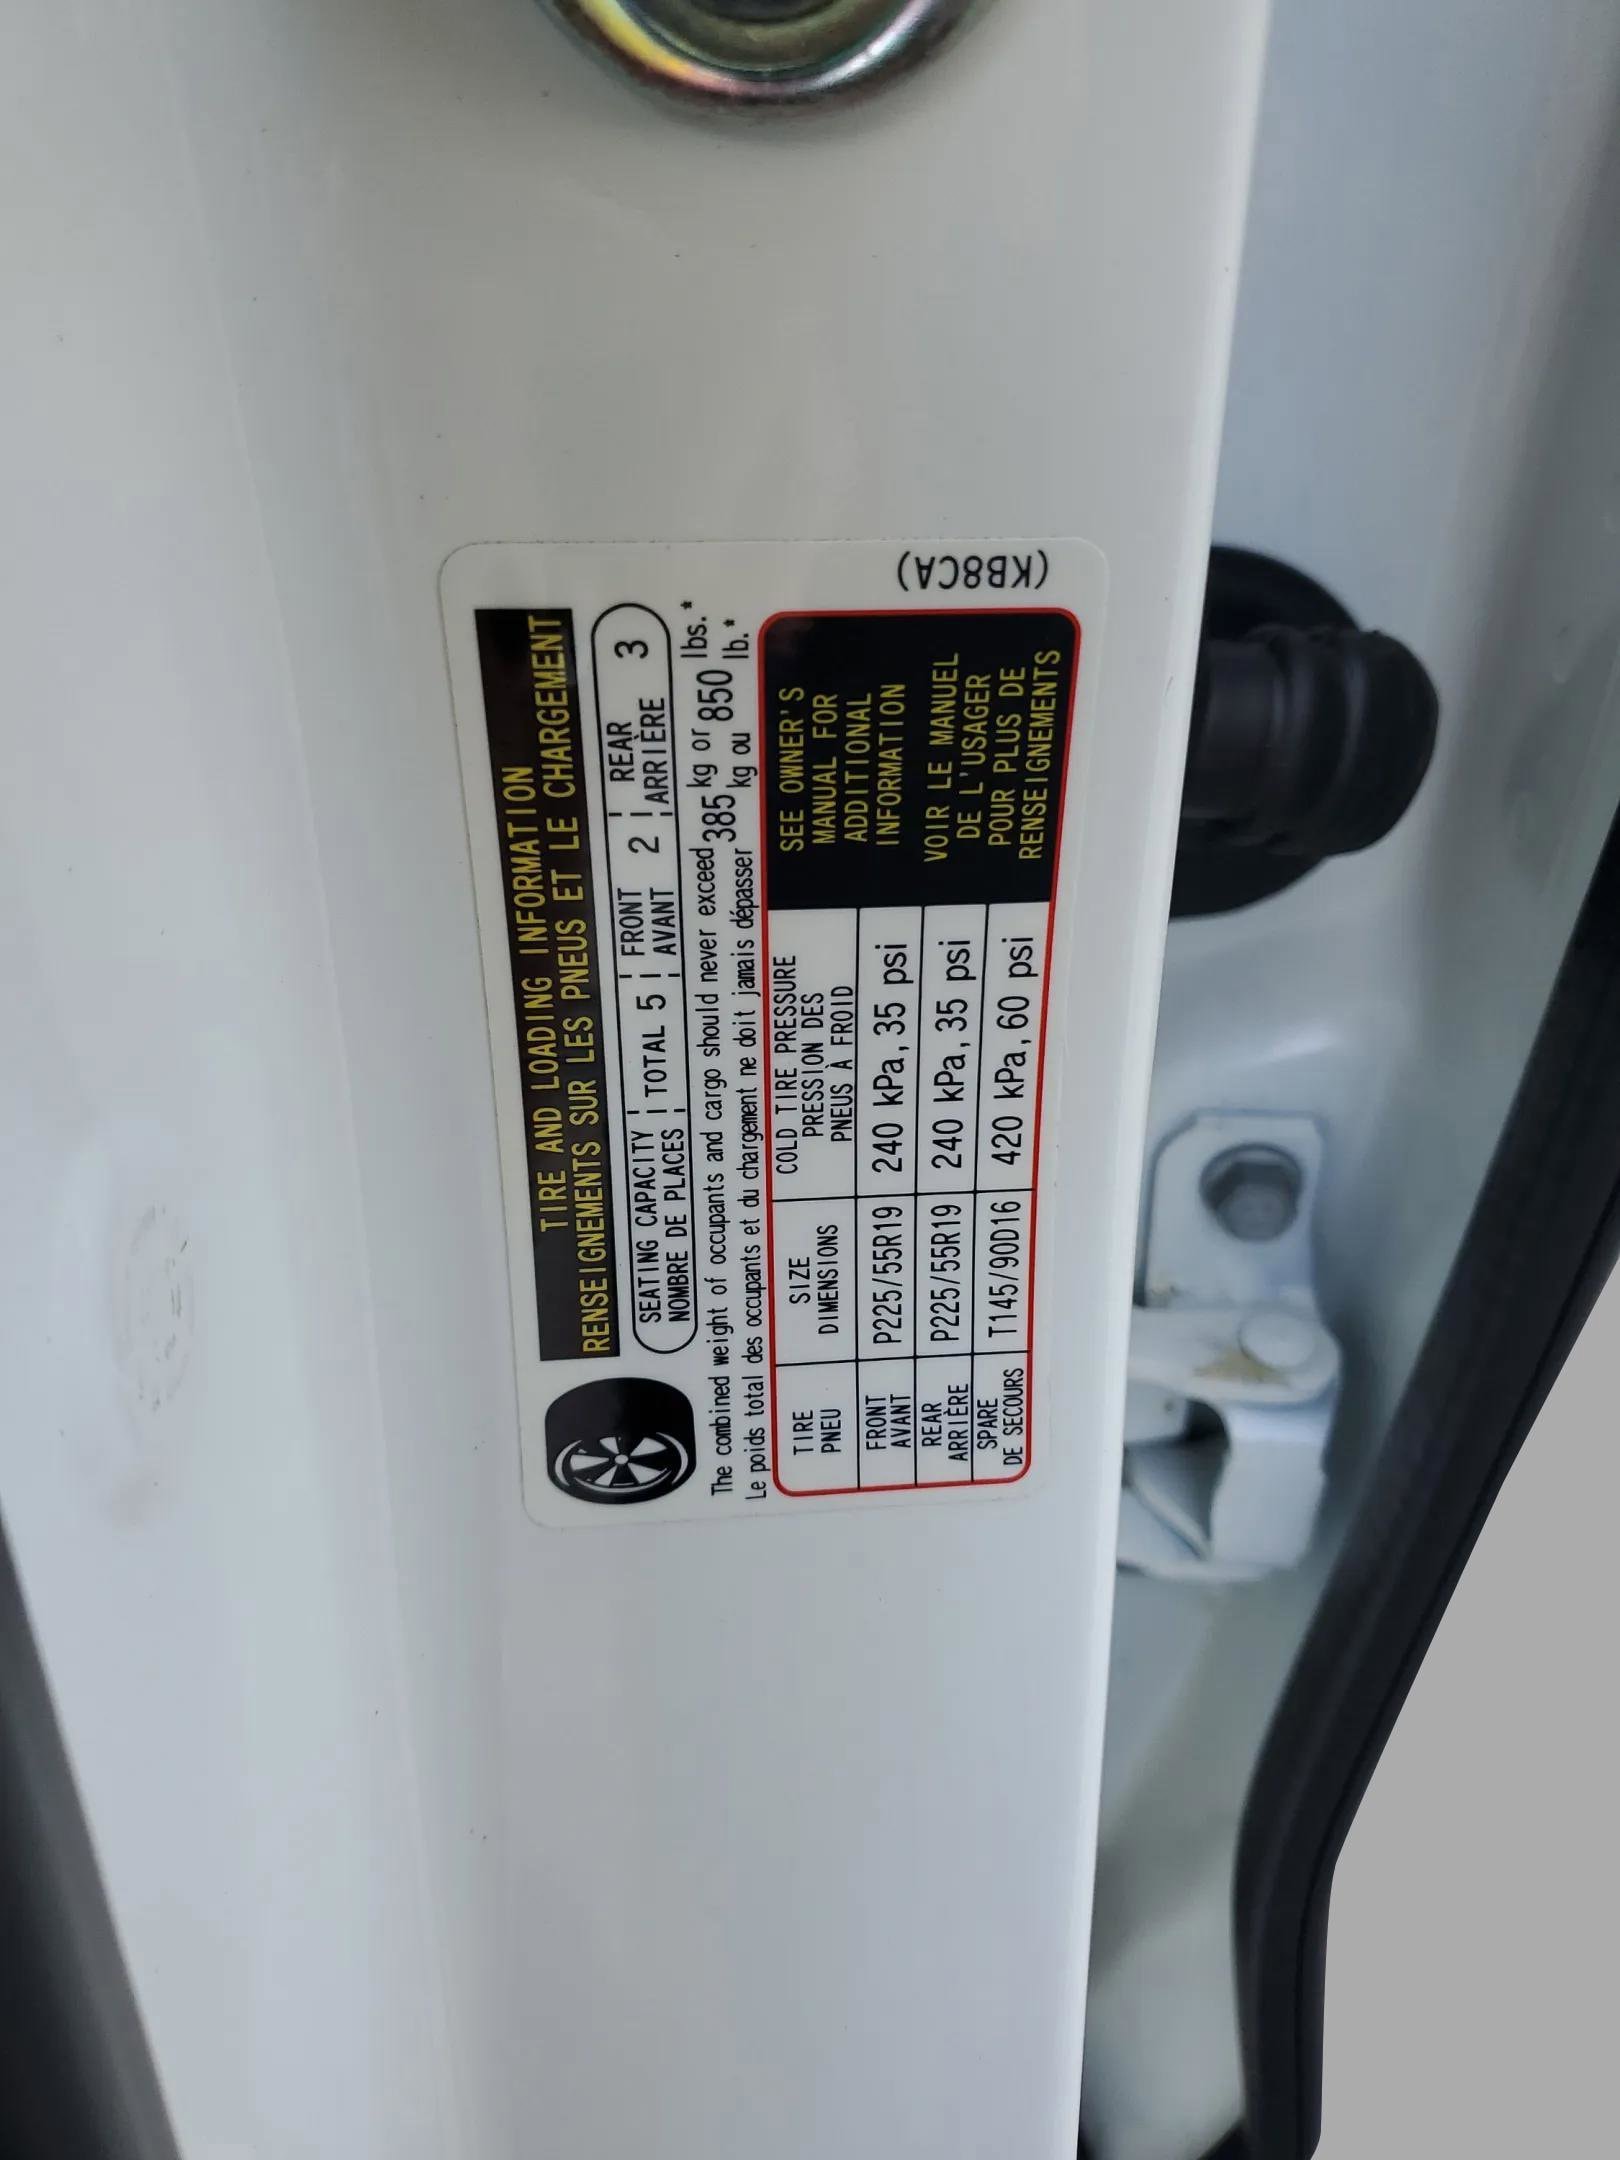 TIRE AND LOADING INFORMATION
RENSEIGNEMENTS SUR LES PNEUS ET LE CHARGEMENT
SEATING CAPACITY TOTAL 5 FRONT 2 REAR 3
NOMBRE DE PLACES AVANT ARRIÈRE
The combined weight of occupants and cargo should never exceed 385 kg or 850 lbs.*
Le poids total des occupants et du chargement ne doit jamais dépasser kg ou lb.*
TIRE SIZE COLD TIRE PRESSURE
PNEU DIMENSIONS PRESSION DES
PNEUS À FROID
FRONT P225/55R19 240 kPa, 35 psi
AVANT
REAR P225/55R19 240 kPa, 35 psi
ARRIÈRE
SPARE T145/90D16 420 kPa, 60 psi
DE SECOURS
SEE OWNER'S
MANUAL FOR
ADDITIONAL
INFORMATION
VOIR LE MANUEL
DE L'USAGER
POUR PLUS DE
RENSEIGNEMENTS
(KB8CA)